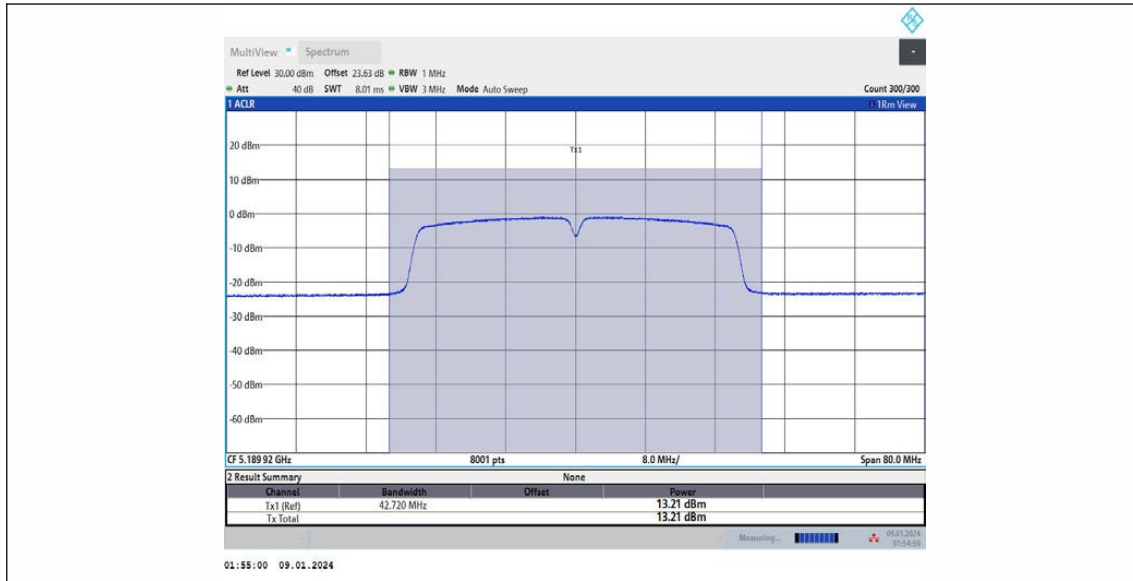 MultiView Spectrum
Ref Level 30.00 dBm Offset 23.63 dB RBW 1 MHz
Att 40 dB SWT 8.01 ms VBW 3 MHz Mode Auto Sweep Count 300/300
1 ACLR 1Rm View
20 dBm
Tx1
10 dBm
0 dBm
-10 dBm
-20 dBm
-30 dBm
-40 dBm
-50 dBm
-60 dBm
CF 5.189 92 GHz 8001 pts 8.0 MHz/ Span 80.0 MHz
2 Result Summary None
Channel Bandwidth Offset Power
Tx1 (Ref) 42.720 MHz 13.21 dBm
Tx Total 13.21 dBm
Measuring... 09.01.2024
01:54:59
01:55:00 09.01.2024